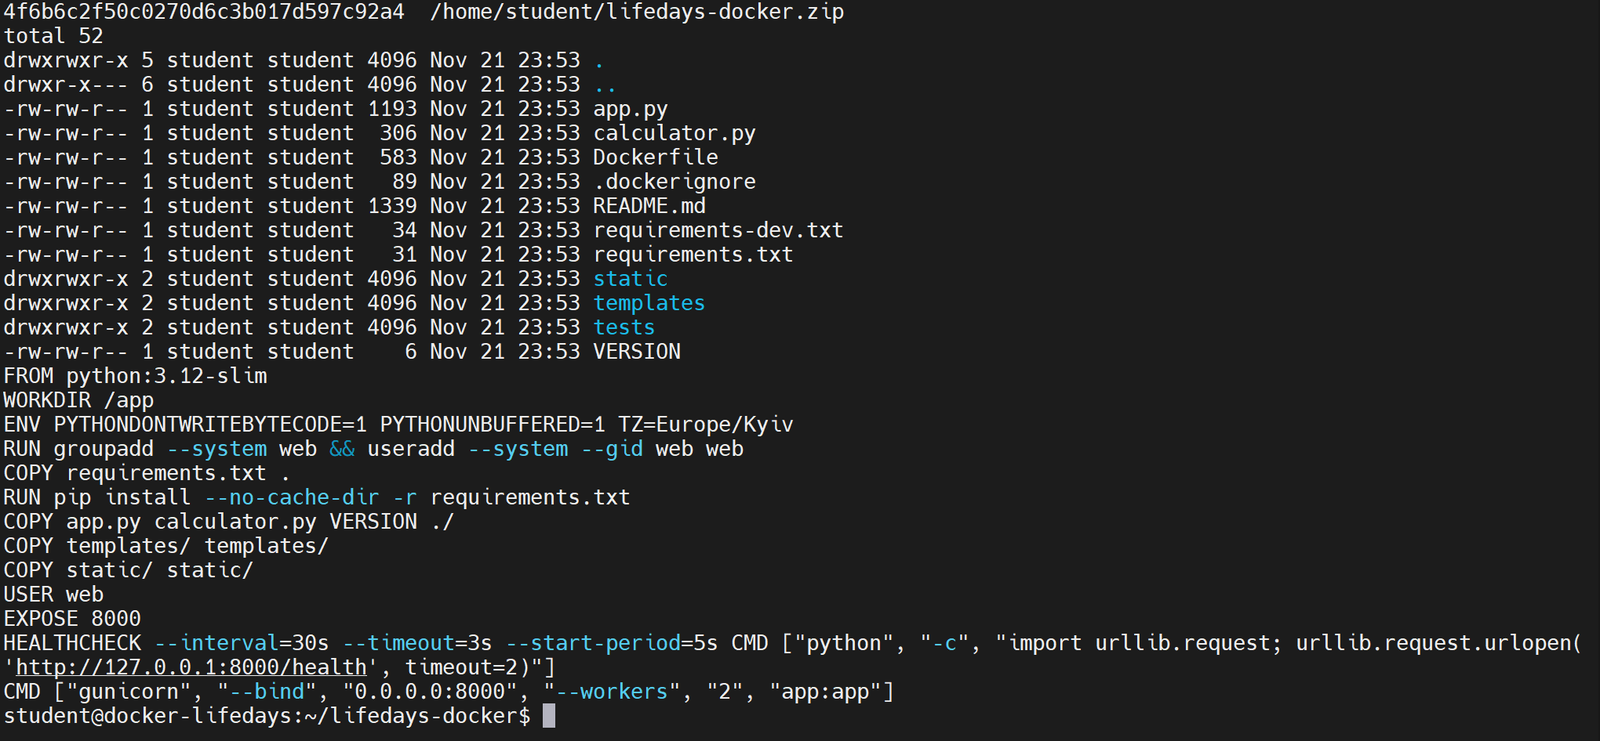 4f6b6c2f50c0270d6c3b017d597c92a4  /home/student/lifedays-docker.zip
total 52
drwxrwxr-x 5 student student 4096 Nov 21 23:53 .
drwxr-x--- 6 student student 4096 Nov 21 23:53 ..
-rw-rw-r-- 1 student student 1193 Nov 21 23:53 app.py
-rw-rw-r-- 1 student student  306 Nov 21 23:53 calculator.py
-rw-rw-r-- 1 student student  583 Nov 21 23:53 Dockerfile
-rw-rw-r-- 1 student student   89 Nov 21 23:53 .dockerignore
-rw-rw-r-- 1 student student 1339 Nov 21 23:53 README.md
-rw-rw-r-- 1 student student   34 Nov 21 23:53 requirements-dev.txt
-rw-rw-r-- 1 student student   31 Nov 21 23:53 requirements.txt
drwxrwxr-x 2 student student 4096 Nov 21 23:53 static
drwxrwxr-x 2 student student 4096 Nov 21 23:53 templates
drwxrwxr-x 2 student student 4096 Nov 21 23:53 tests
-rw-rw-r-- 1 student student    6 Nov 21 23:53 VERSION
FROM python:3.12-slim
WORKDIR /app
ENV PYTHONDONTWRITEBYTECODE=1 PYTHONUNBUFFERED=1 TZ=Europe/Kyiv
RUN groupadd --system web && useradd --system --gid web web
COPY requirements.txt .
RUN pip install --no-cache-dir -r requirements.txt
COPY app.py calculator.py VERSION ./
COPY templates/ templates/
COPY static/ static/
USER web
EXPOSE 8000
HEALTHCHECK --interval=30s --timeout=3s --start-period=5s CMD ["python", "-c", "import urllib.request; urllib.request.urlopen(
'http://127.0.0.1:8000/health', timeout=2)"]
CMD ["gunicorn", "--bind", "0.0.0.0:8000", "--workers", "2", "app:app"]
student@docker-lifedays:~/lifedays-docker$